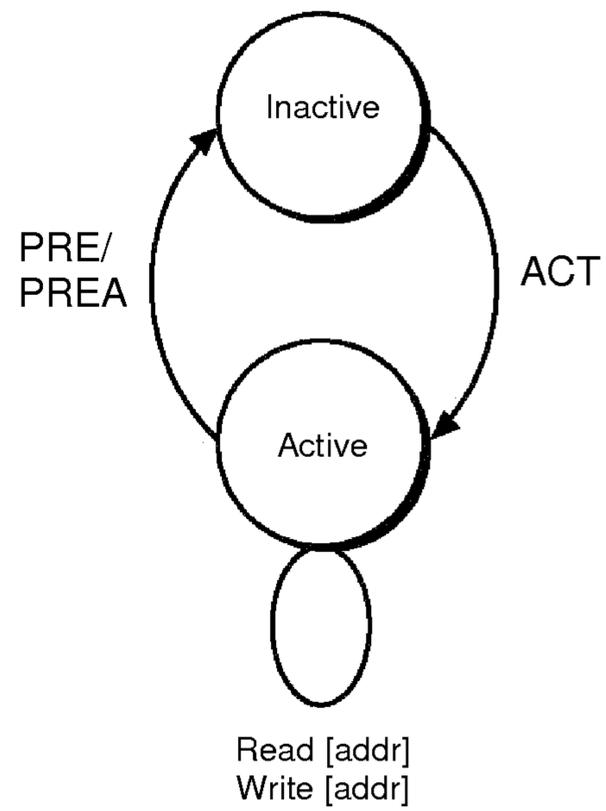 Inactive
PRE/
PREA
ACT
Active
Read [addr]
Write [addr]